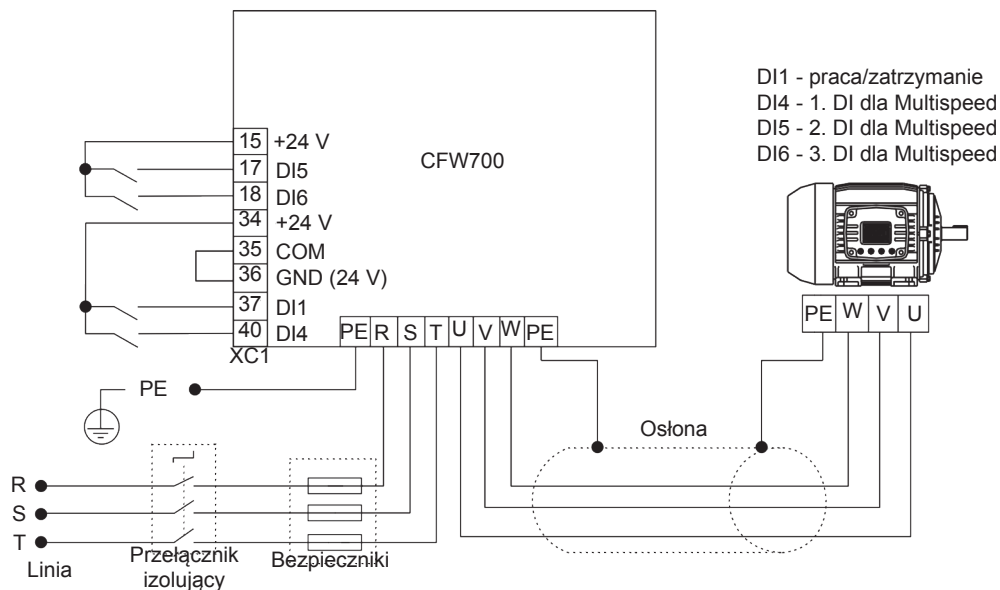 DI1 - praca/zatrzymanie
DI4 - 1. DI dla Multispeed
DI5 - 2. DI dla Multispeed
DI6 - 3. DI dla Multispeed
CFW700
15 +24 V
17 DI5
18 DI6
34 +24 V
35 COM
36 GND (24 V)
37 DI1
40 DI4
XC1
PE R S T U V W PE
PE W V U
PE
Osłona
R
S
T
Linia
Przełącznik
izolujący
Bezpieczniki